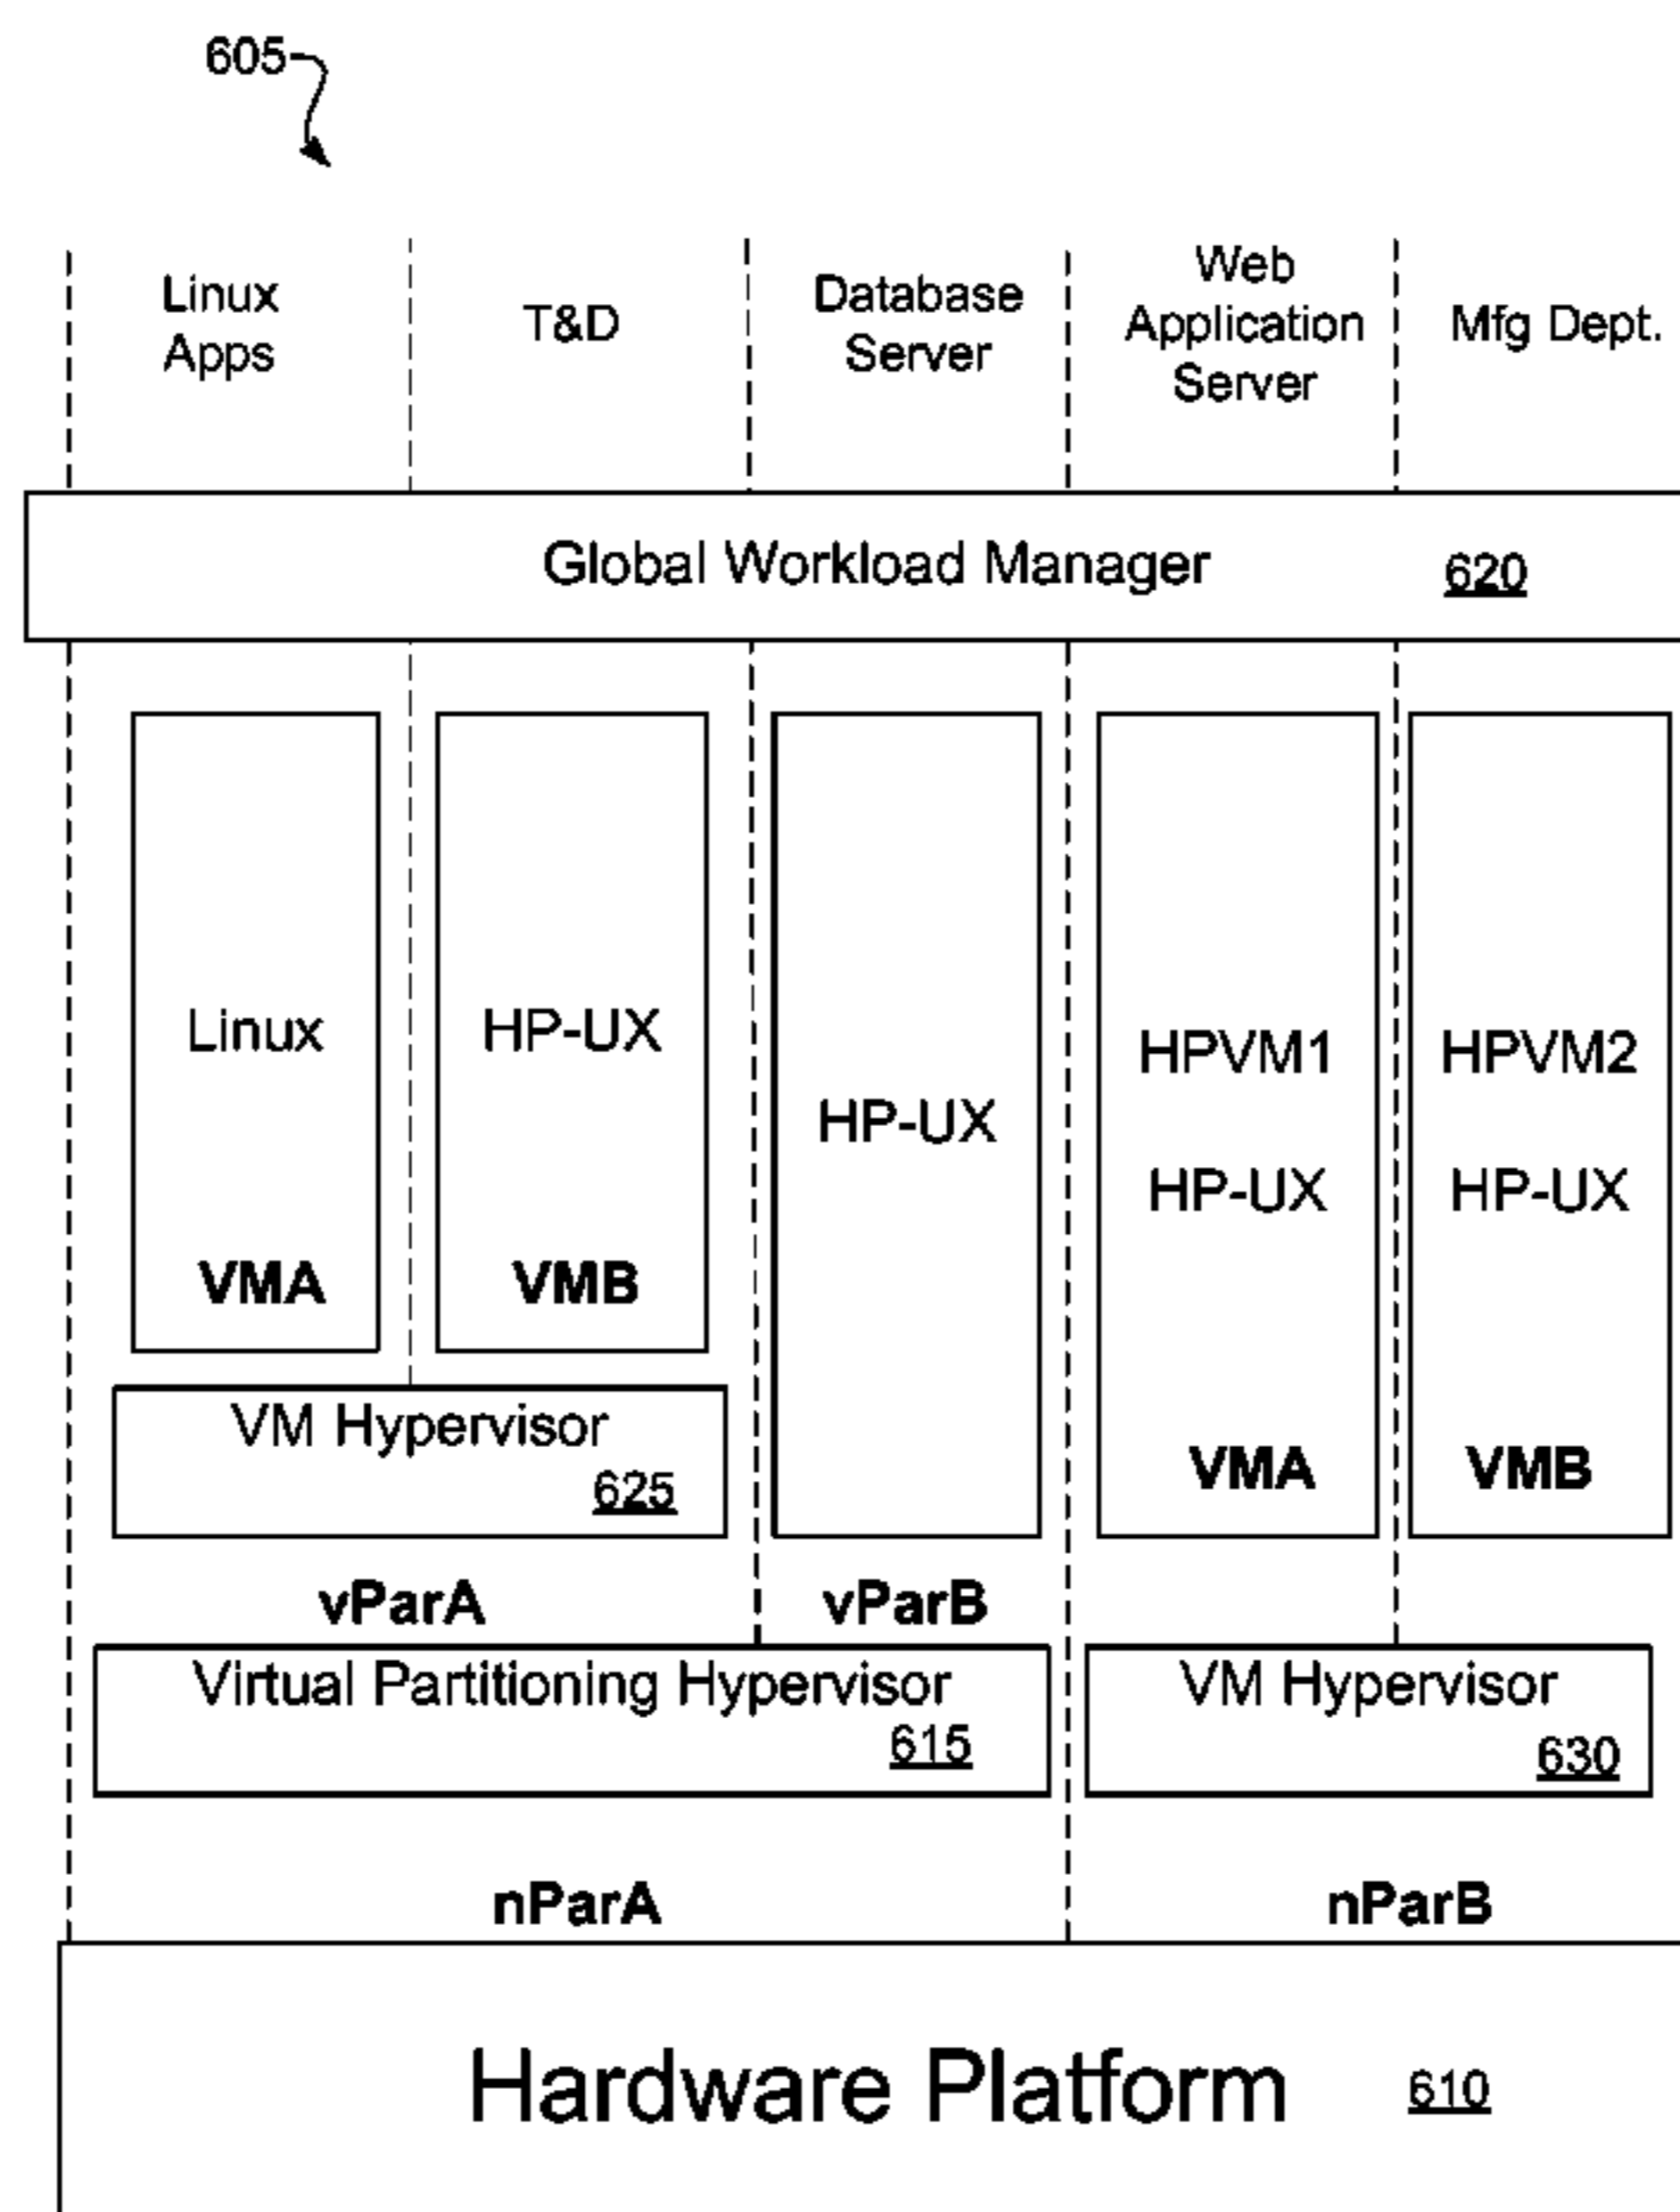 605
Linux
Apps
T&D
Database
Server
Web
Application
Server
Mfg Dept.
Global Workload Manager 620
Linux
VMA
HP-UX
VMB
HP-UX
HPVM1
HP-UX
VMA
HPVM2
HP-UX
VMB
VM Hypervisor
625
vParA
vParB
Virtual Partitioning Hypervisor
615
VM Hypervisor
630
nParA
nParB
Hardware Platform 610